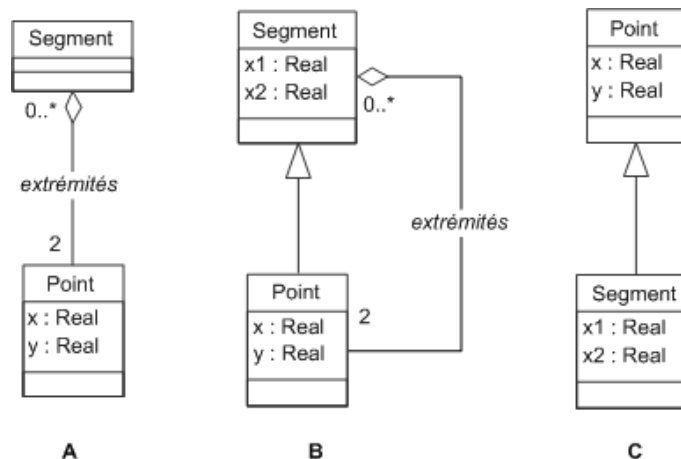 Segment
0..*
extrémités
2
Point
x : Real
y : Real
A
Segment
x1 : Real
x2 : Real
0..*
extrémités
Point
x : Real
y : Real
2
B
Point
x : Real
y : Real
Segment
x1 : Real
x2 : Real
C